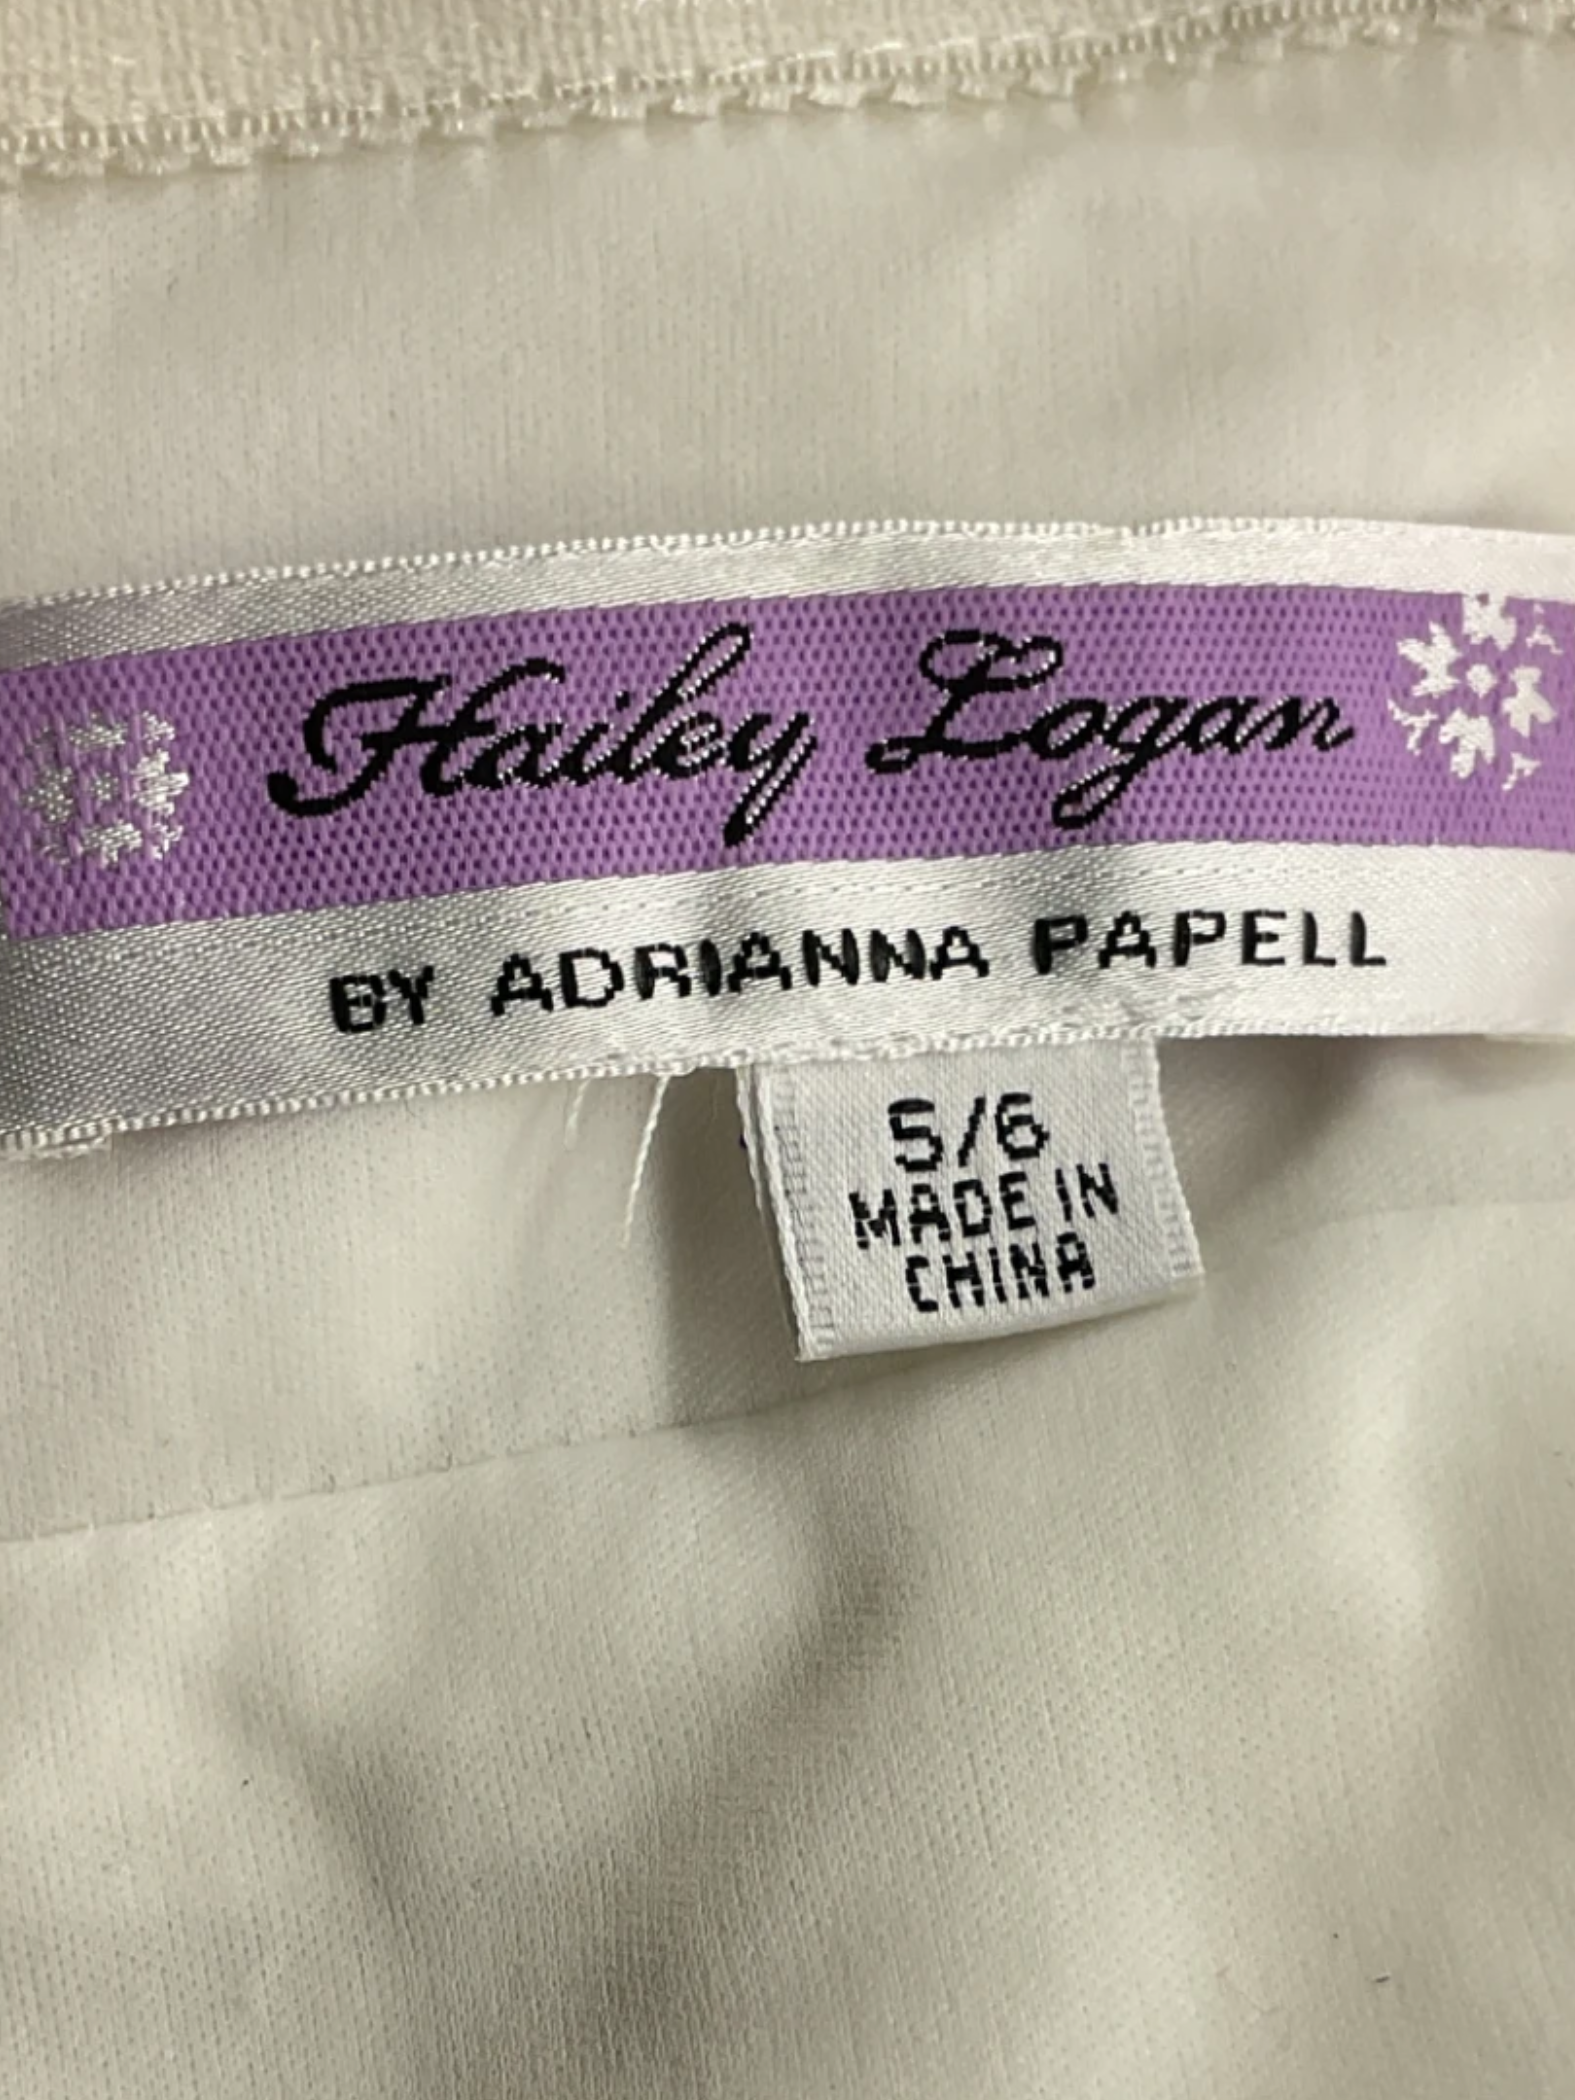 Hailey Logan
BY ADRIANNA PAPELL
5/6
MADE IN
CHINA